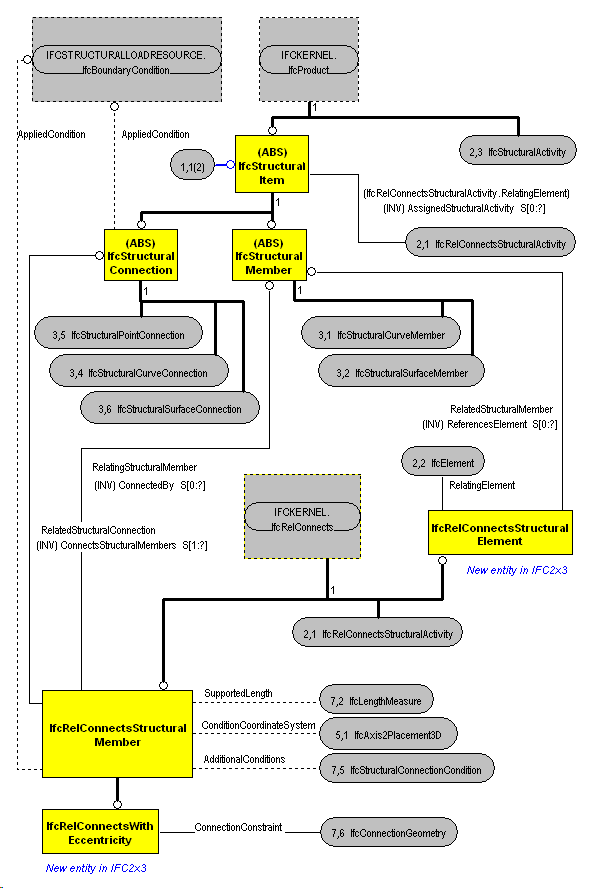 IFCSTRUCTURALLOADRESOURCE.
IfcBoundaryCondition
IFCKERNEL.
IfcProduct
1
AppliedCondition
AppliedCondition
1,1(2)
(ABS)
IfcStructural
Item
2,3 IfcStructuralActivity
(IfcRelConnectsStructuralActivity.RelatingElement)
(INV) AssignedStructuralActivity S[0:?]
1
2,1 IfcRelConnectsStructuralActivity
(ABS)
IfcStructural
Connection
(ABS)
IfcStructural
Member
1
1
3,5 IfcStructuralPointConnection
3,4 IfcStructuralCurveConnection
3,6 IfcStructuralSurfaceConnection
3,1 IfcStructuralCurveMember
3,2 IfcStructuralSurfaceMember
RelatedStructuralMember
(INV) ReferencesElement S[0:?]
RelatingStructuralMember
(INV) ConnectedBy S[0:?]
2,2 IfcElement
RelatingElement
IFCKERNEL.
IfcRelConnects
RelatedStructuralConnection
(INV) ConnectsStructuralMembers S[1:?]
IfcRelConnectsStructural
Element
New entity in IFC2x3
1
2,1 IfcRelConnectsStructuralActivity
IfcRelConnectsStructural
Member
SupportedLength
7,2 IfcLengthMeasure
ConditionCoordinateSystem
5,1 IfcAxis2Placement3D
AdditionalConditions
7,5 IfcStructuralConnectionCondition
IfcRelConnectsWith
Eccentricity
ConnectionConstraint
7,6 IfcConnectionGeometry
New entity in IFC2x3